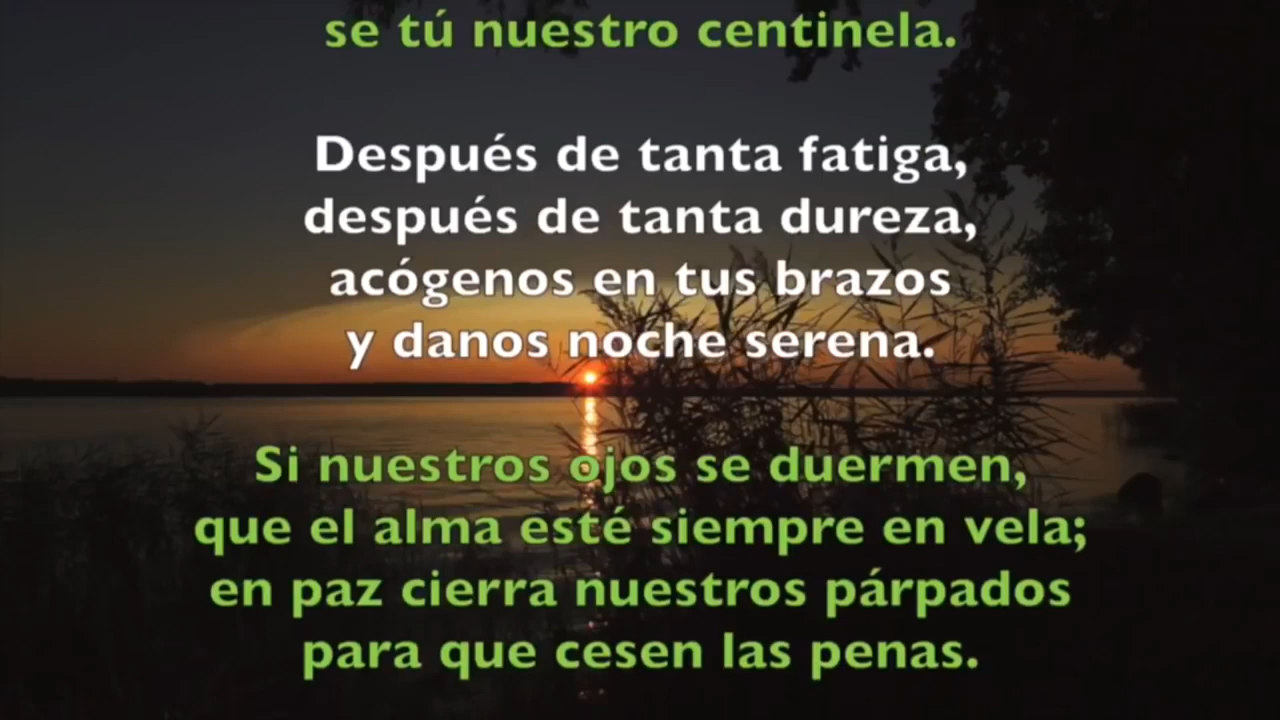 se tú nuestro centinela.
Después de tanta fatiga,
después de tanta dureza,
acógenos en tus brazos
y danos noche serena.
Si nuestros ojos se duermen,
que el alma esté siempre en vela;
en paz cierra nuestros párpados
para que cesen las penas.